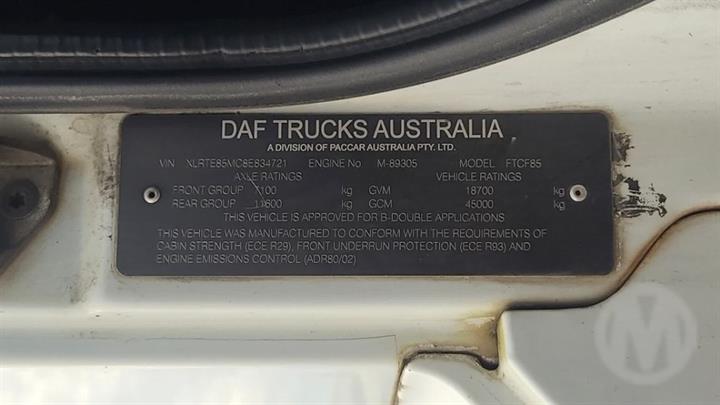 DAF TRUCKS AUSTRALIA
A DIVISION OF PACCAR AUSTRALIA PTY. LTD.
VIN XLRTE85MC8E834721 ENGINE No M-89305 MODEL FTCF85
AXLE RATINGS VEHICLE RATINGS
FRONT GROUP 7100 kg GVM 18700 kg
REAR GROUP 11600 kg GCM 45000 kg
THIS VEHICLE IS APPROVED FOR B-DOUBLE APPLICATIONS
THIS VEHICLE WAS MANUFACTURED TO CONFORM WITH THE REQUIREMENTS OF
CABIN STRENGTH (ECE R29), FRONT UNDERRUN PROTECTION (ECE R93) AND
ENGINE EMISSIONS CONTROL (ADR80/02)
M